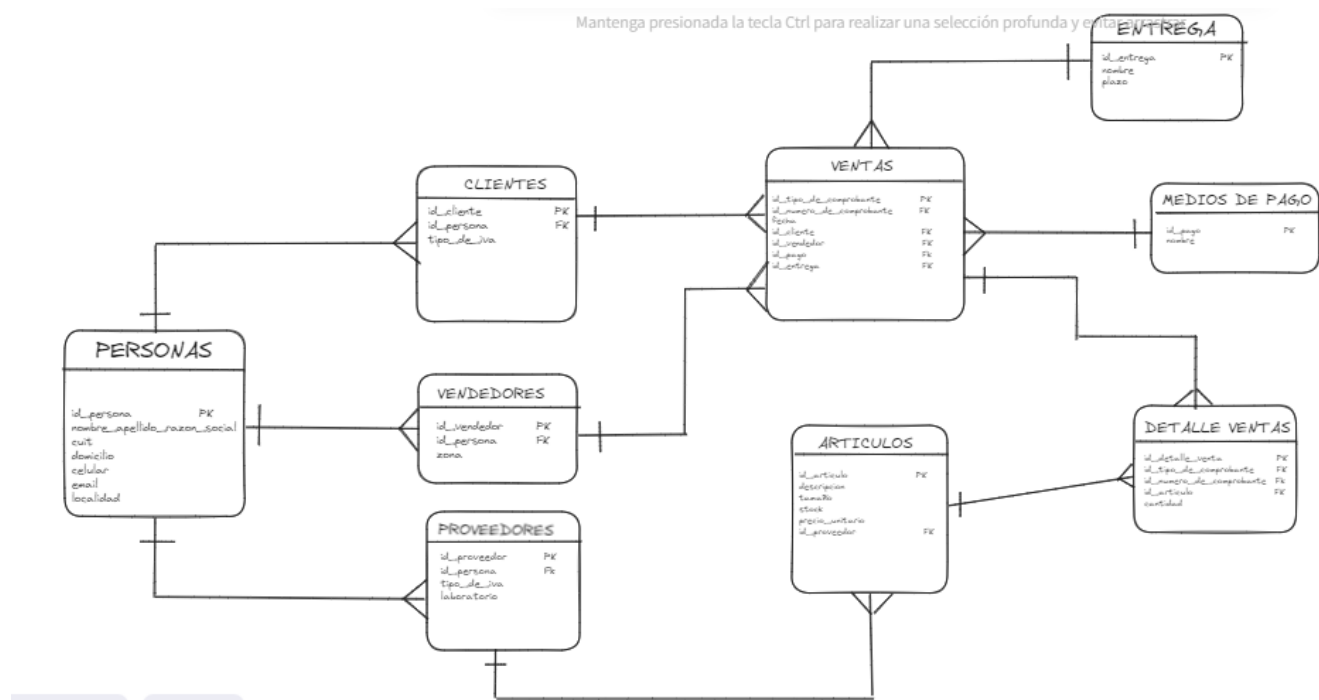 Mantenga presionada la tecla Ctrl para realizar una selección profunda y evitar arrastrar
ENTREGA
id_entrega PK
nombre
plazo
VENTAS
id_tipo_de_comprobante PK
id_numero_de_comprobante FK
fecha
id_cliente FK
id_vendedor FK
id_pago FK
id_entrega FK
MEDIOS DE PAGO
id_pago PK
nombre
CLIENTES
id_cliente PK
id_persona FK
tipo_de_iva
PERSONAS
id_persona PK
nombre_apellido_razon_social
cuit
domicilio
celular
email
localidad
VENDEDORES
id_vendedor PK
id_persona FK
zona
ARTICULOS
id_articulo PK
descripcion
tamaño
stock
precio_unitario
id_proveedor FK
DETALLE VENTAS
id_detalle_venta PK
id_tipo_de_comprobante FK
id_numero_de_comprobante FK
id_articulo FK
cantidad
PROVEEDORES
id_proveedor PK
id_persona Fk
tipo_de_iva
laboratorio